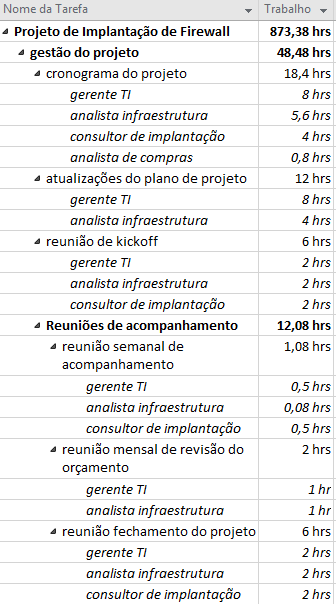 Nome da Tarefa Trabalho
Projeto de Implantação de Firewall 873,38 hrs
gestão do projeto 48,48 hrs
cronograma do projeto 18,4 hrs
gerente TI 8 hrs
analista infraestrutura 5,6 hrs
consultor de implantação 4 hrs
analista de compras 0,8 hrs
atualizações do plano de projeto 12 hrs
gerente TI 8 hrs
analista infraestrutura 4 hrs
reunião de kickoff 6 hrs
gerente TI 2 hrs
analista infraestrutura 2 hrs
consultor de implantação 2 hrs
Reuniões de acompanhamento 12,08 hrs
reunião semanal de 1,08 hrs
acompanhamento
gerente TI 0,5 hrs
analista infraestrutura 0,08 hrs
consultor de implantação 0,5 hrs
reunião mensal de revisão do 2 hrs
orçamento
gerente TI 1 hr
analista infraestrutura 1 hr
reunião fechamento do projeto 6 hrs
gerente TI 2 hrs
analista infraestrutura 2 hrs
consultor de implantação 2 hrs